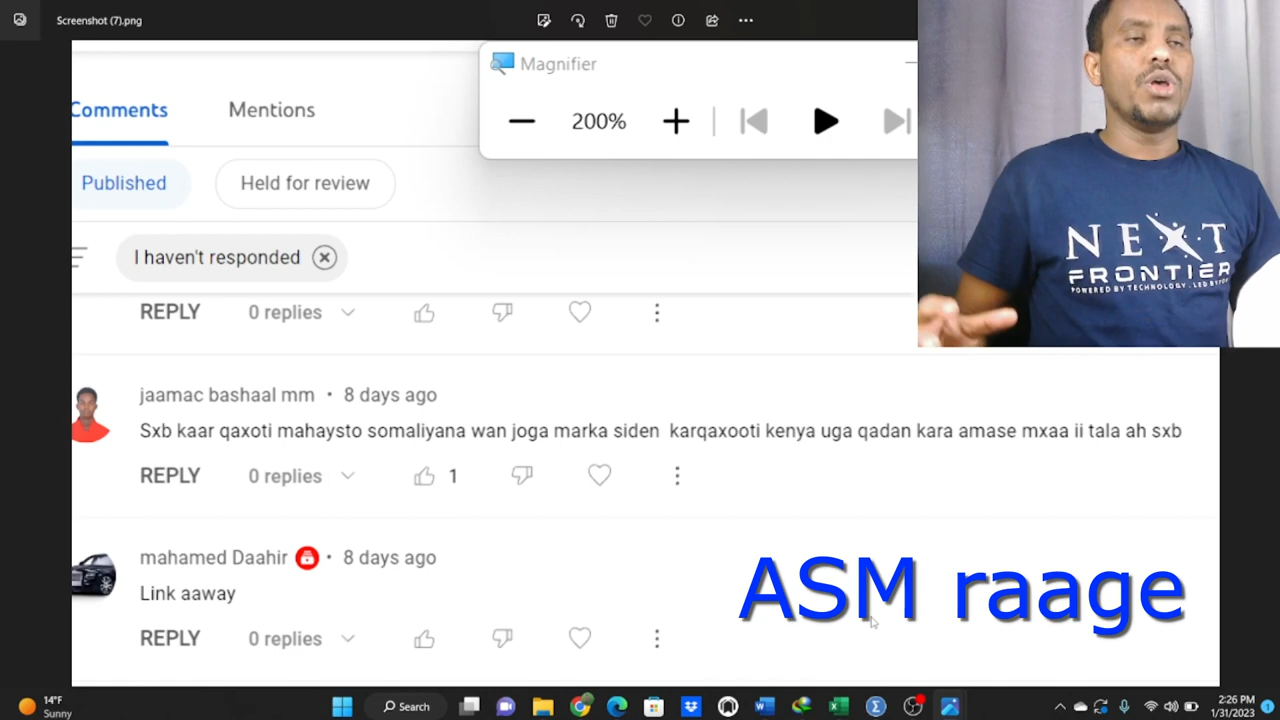 Screenshot (7).png
Magnifier
200%
Comments
Mentions
Published
Held for review
I haven't responded
REPLY 0 replies
jaamac bashaal mm • 8 days ago
Sxb kaar qaxoti mahaysto somaliyana wan joga marka siden karqaxooti kenya uga qadan kara amase mxaa ii tala ah sxb
REPLY 0 replies 1
mahamed Daahir • 8 days ago
Link aaway
REPLY 0 replies
ASM raage
NEXT
FRONTIER
14°F
Sunny
Search
2:26 PM
1/31/2023